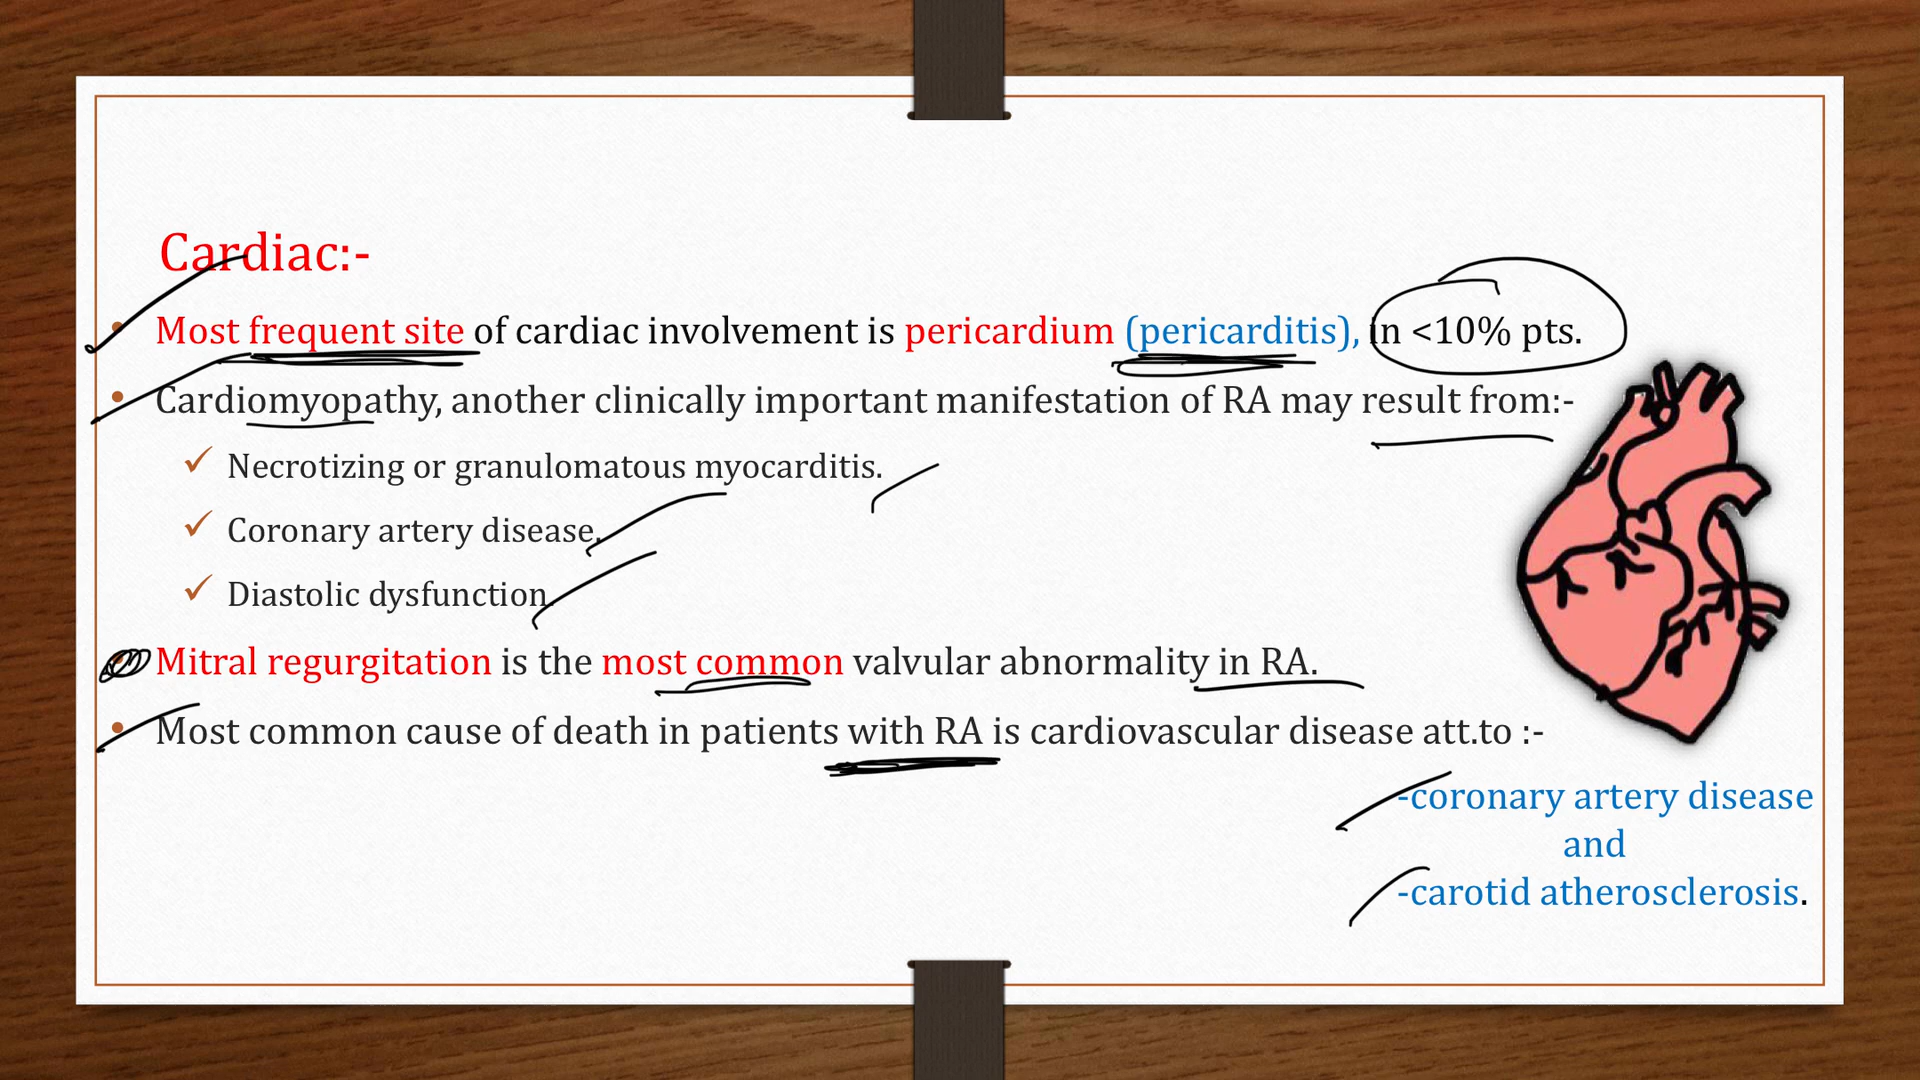 Cardiac:-
• Most frequent site of cardiac involvement is pericardium (pericarditis), in <10% pts.
• Cardiomyopathy, another clinically important manifestation of RA may result from:-
✓ Necrotizing or granulomatous myocarditis.
✓ Coronary artery disease.
✓ Diastolic dysfunction.
• Mitral regurgitation is the most common valvular abnormality in RA.
• Most common cause of death in patients with RA is cardiovascular disease att.to :-
-coronary artery disease
and
-carotid atherosclerosis.